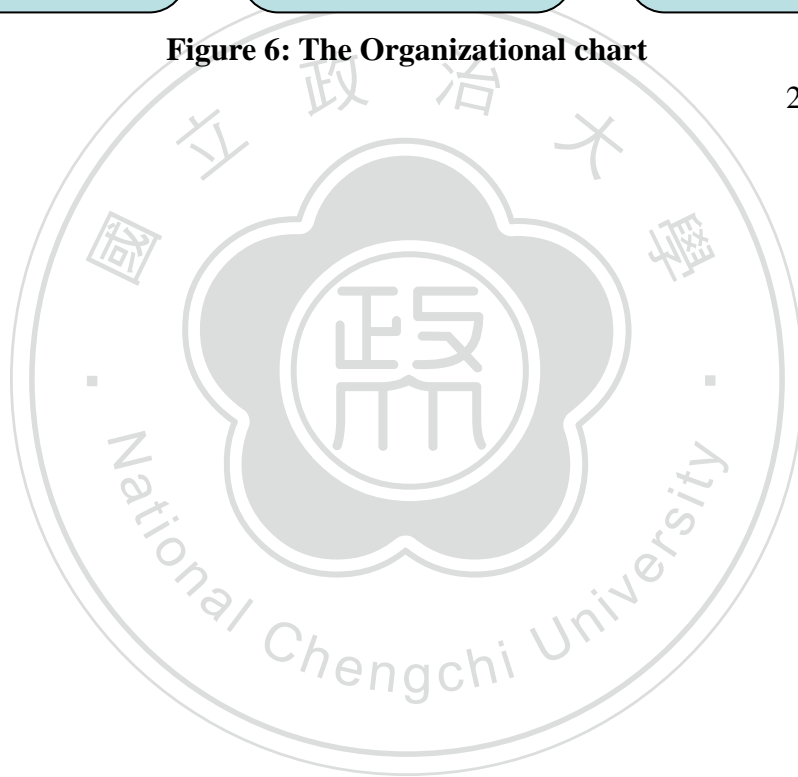 Figure 6: The Organizational chart
2
國立政治大學
政
National Chengchi University